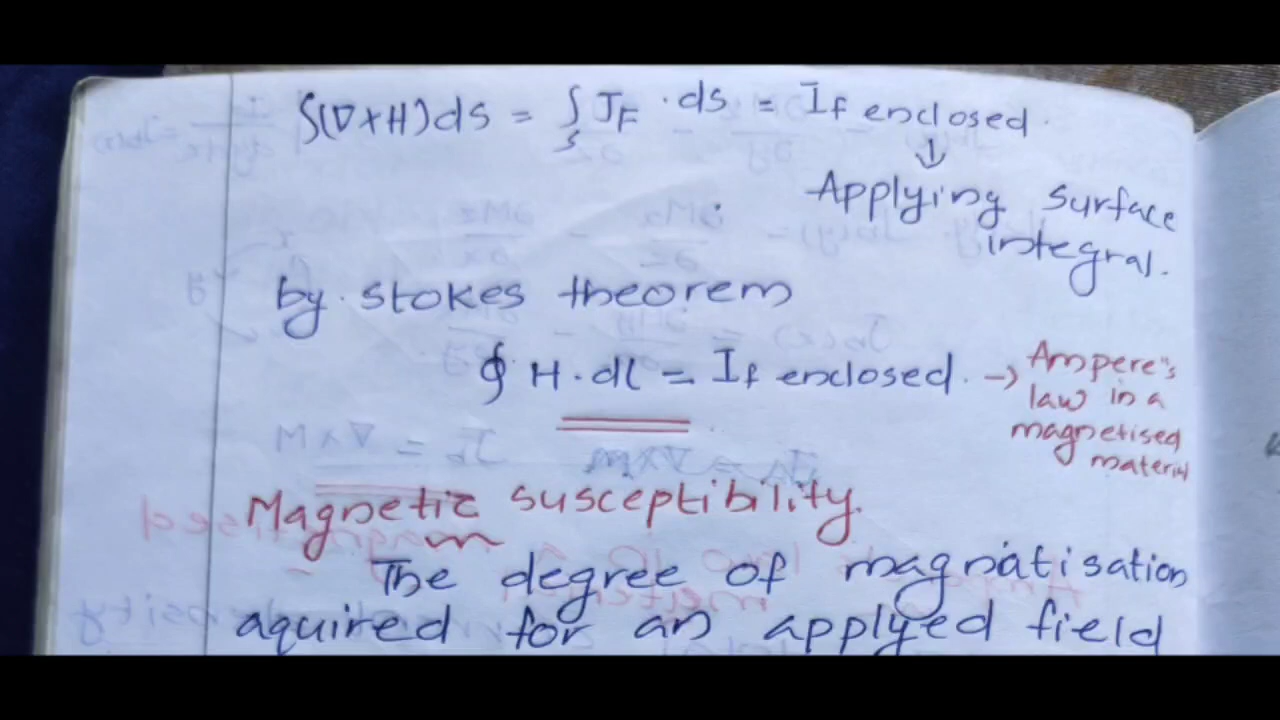 ∫(∇×H)ds = ∫s JF . ds = If enclosed.
↓
Applying surface
integral.
by stokes theorem
∮ H.dl = If enclosed. → Ampere's
law in a
magnetised
material
Magnetic susceptibility.
The degree of magnatisation
aquired for an applyed field